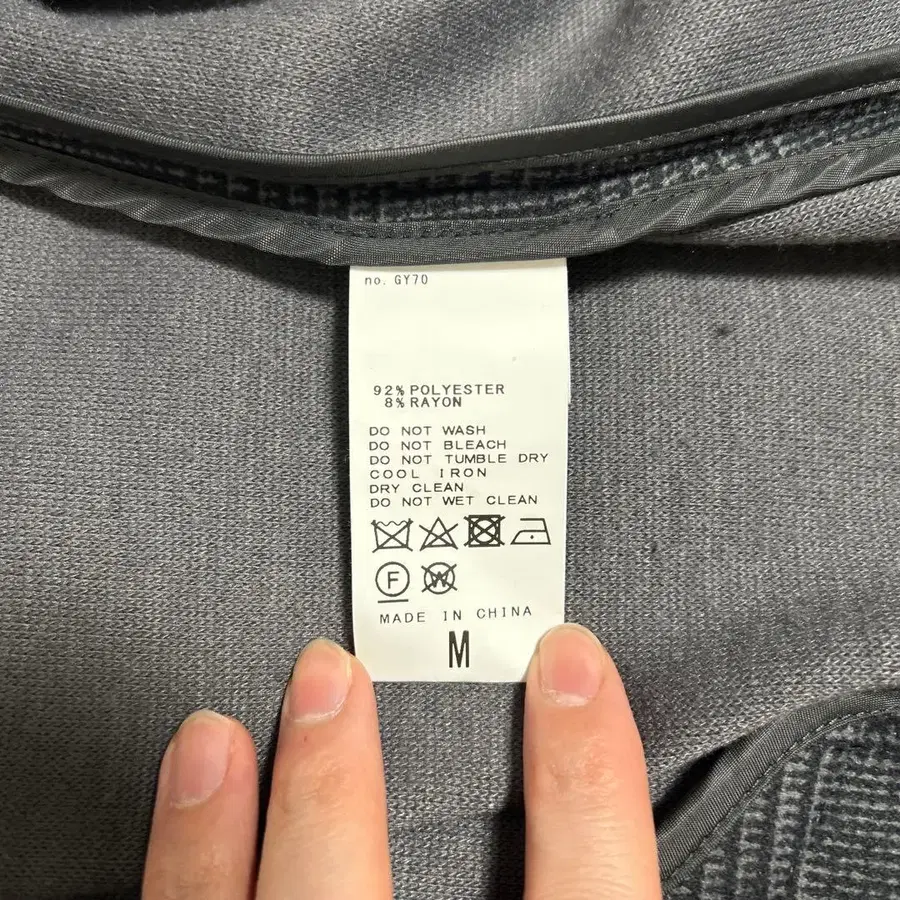 no. GY70
92% POLYESTER
8% RAYON
DO NOT WASH
DO NOT BLEACH
DO NOT TUMBLE DRY
COOL IRON
DRY CLEAN
DO NOT WET CLEAN
F W
MADE IN CHINA
M